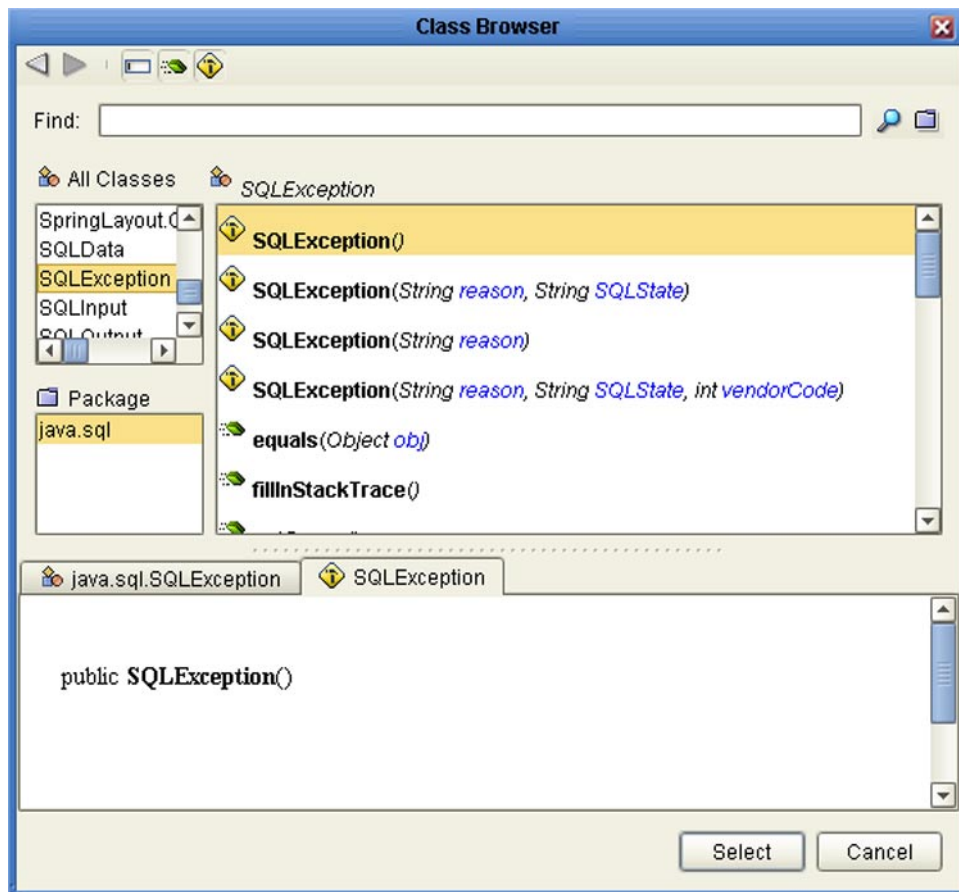 Class Browser
Find:
All Classes
SQLException
SpringLayout.
SQLData
SQLException
SQLInput
SQLOutput
Package
java.sql
SQLException()
SQLException(String reason, String SQLState)
SQLException(String reason)
SQLException(String reason, String SQLState, int vendorCode)
equals(Object obj)
fillInStackTrace()
java.sql.SQLException
SQLException
public SQLException()
Select
Cancel